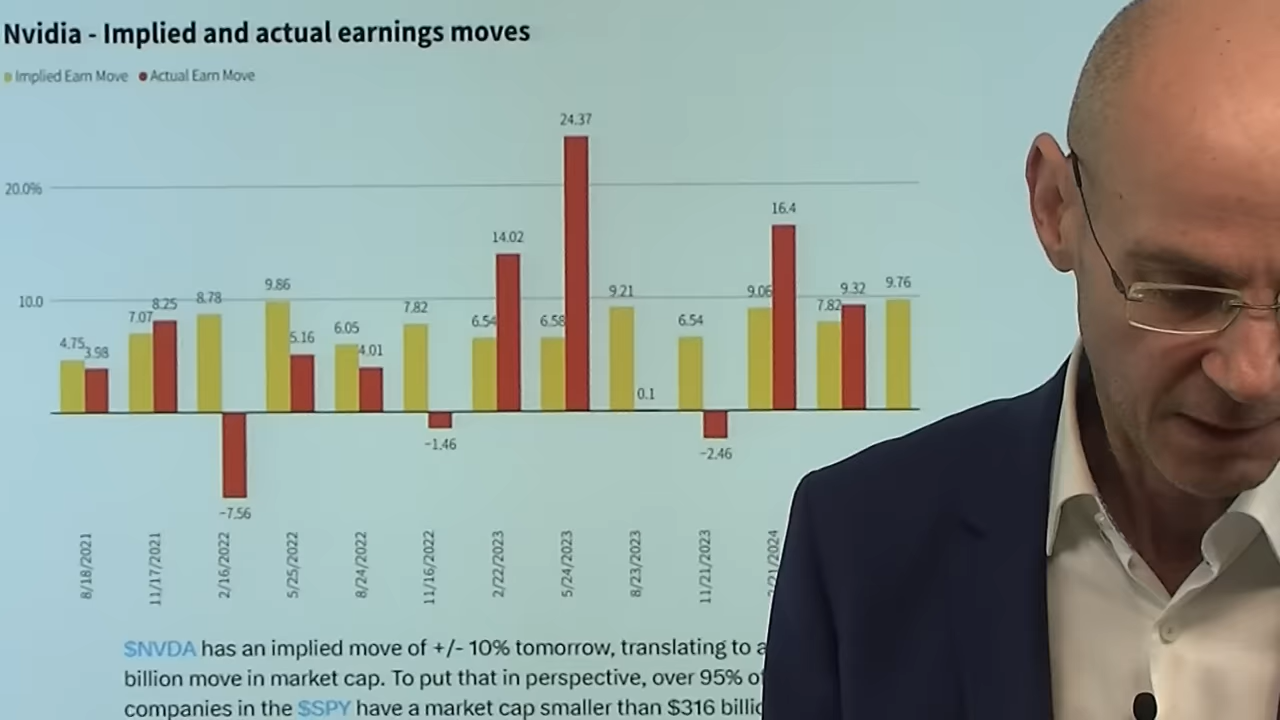 Nvidia - Implied and actual earnings moves
Implied Earn Move Actual Earn Move
24.37
20.0%
16.4
14.02
10.0
4.75 3.98 7.07 8.25 8.78 9.86 5.16 6.05 4.01 7.82 6.54 6.58 9.21 0.1 6.54 9.06 7.82 9.32 9.76
-1.46
-2.46
-7.56
8/18/2021 11/17/2021 2/16/2022 5/25/2022 8/24/2022 11/16/2022 2/22/2023 5/24/2023 8/23/2023 11/21/2023 2/21/2024
$NVDA has an implied move of +/- 10% tomorrow, translating to a
billion move in market cap. To put that in perspective, over 95% of
companies in the $SPY have a market cap smaller than $316